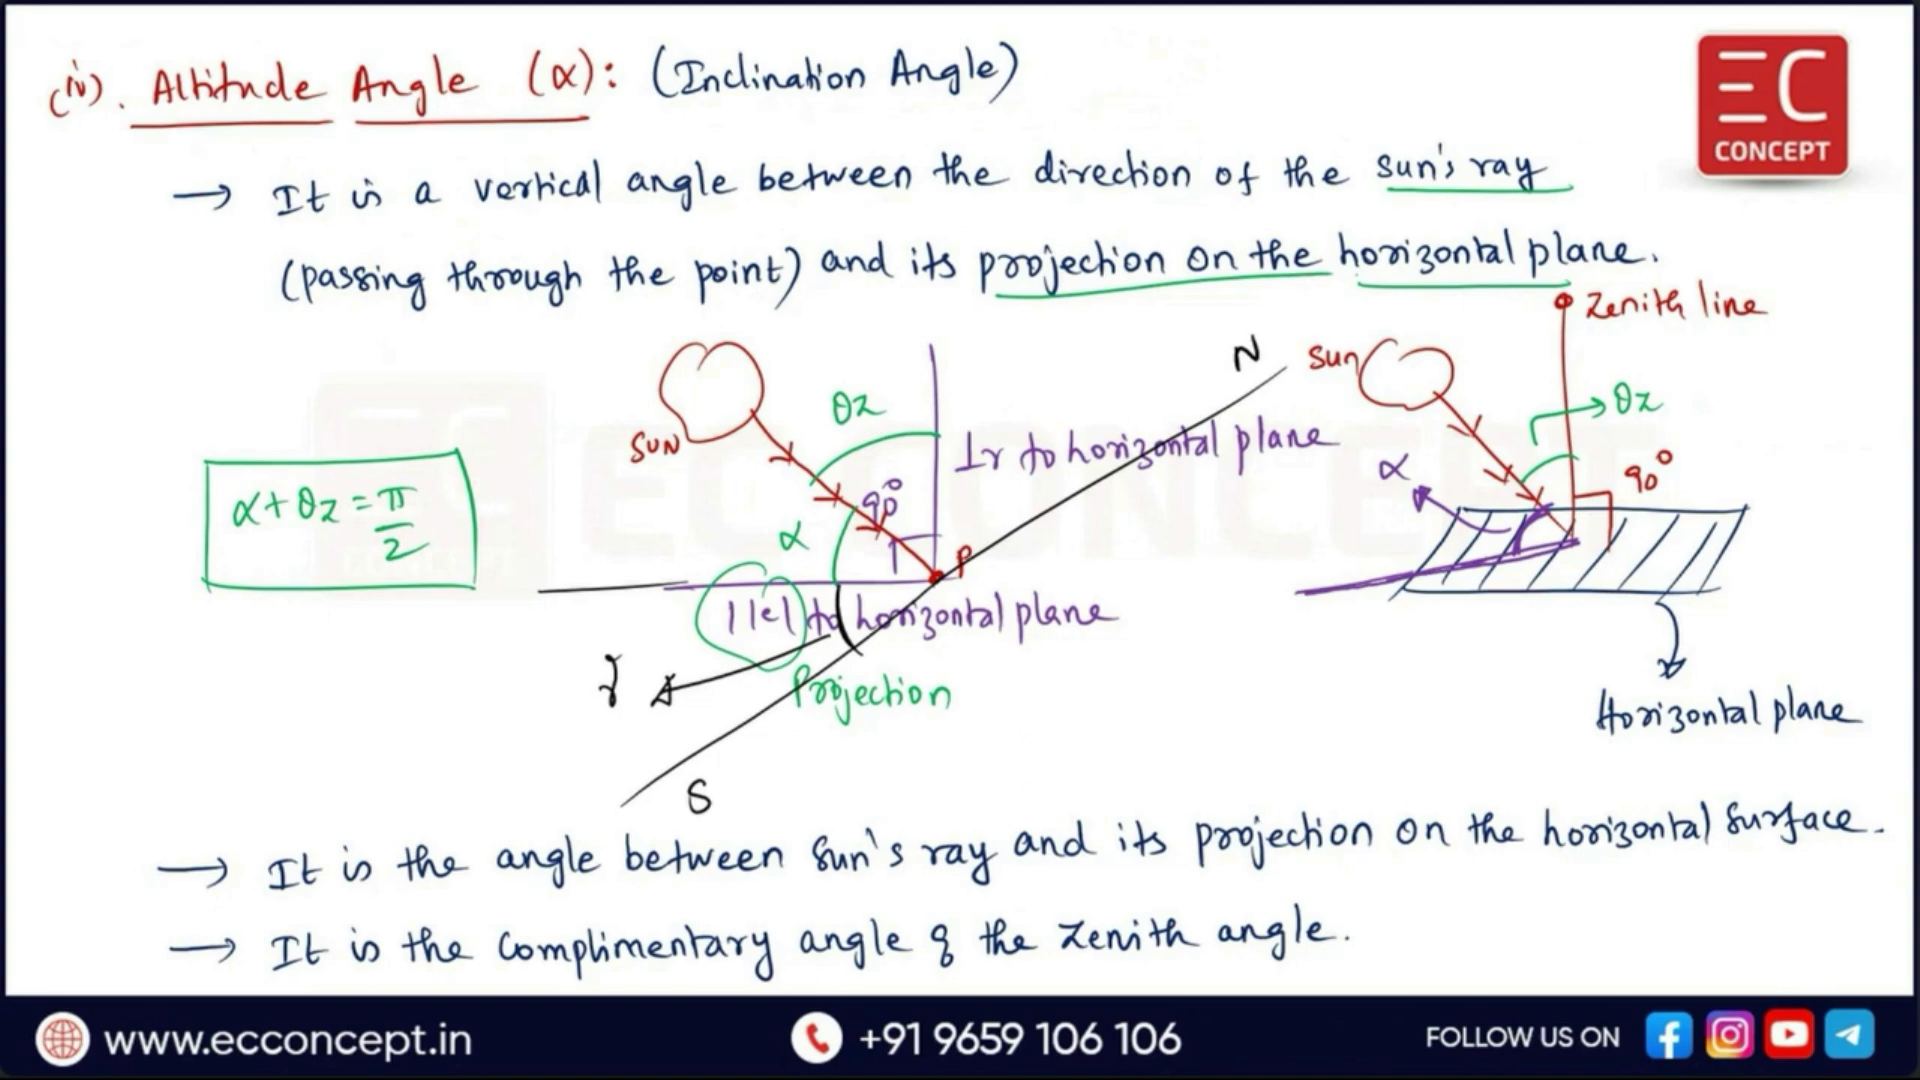 (iv). Altitude Angle (α): (Inclination Angle)
EC
CONCEPT
→ It is a vertical angle between the direction of the sun's ray
(passing through the point) and its projection on the horizontal plane.
Zenith line
N
Sun
θz
θz
SUN
⊥r to horizontal plane
α
90°
90°
α + θz = π/2
α
P
||el to horizontal plane
γ
Projection
Horizontal plane
S
→ It is the angle between Sun's ray and its projection on the horizontal surface.
→ It is the complimentary angle of the zenith angle.
www.ecconcept.in
+91 9659 106 106
FOLLOW US ON